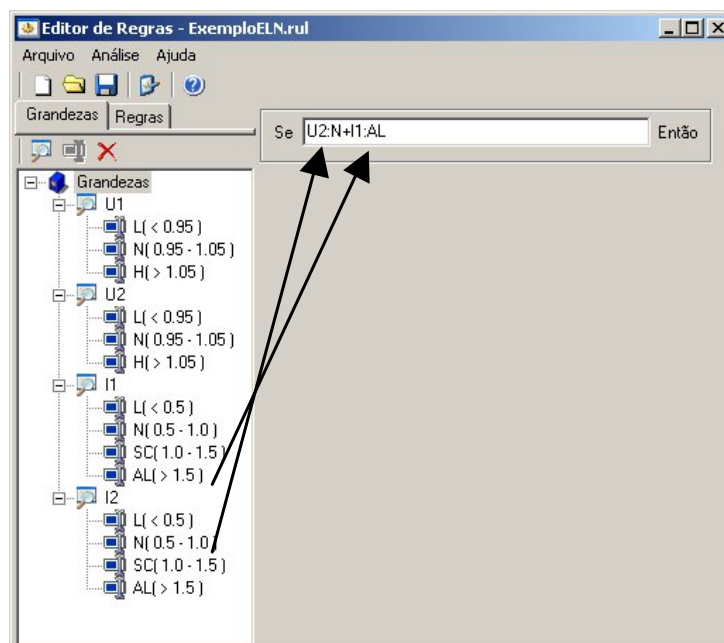 Editor de Regras - ExemploELN.rul
Arquivo Análise Ajuda
Grandezas Regras
Se U2:N+I1:AL Então
Grandezas
U1
L( < 0.95 )
N( 0.95 - 1.05 )
H( > 1.05 )
U2
L( < 0.95 )
N( 0.95 - 1.05 )
H( > 1.05 )
I1
L( < 0.5 )
N( 0.5 - 1.0 )
SC( 1.0 - 1.5 )
AL( > 1.5 )
I2
L( < 0.5 )
N( 0.5 - 1.0 )
SC( 1.0 - 1.5 )
AL( > 1.5 )